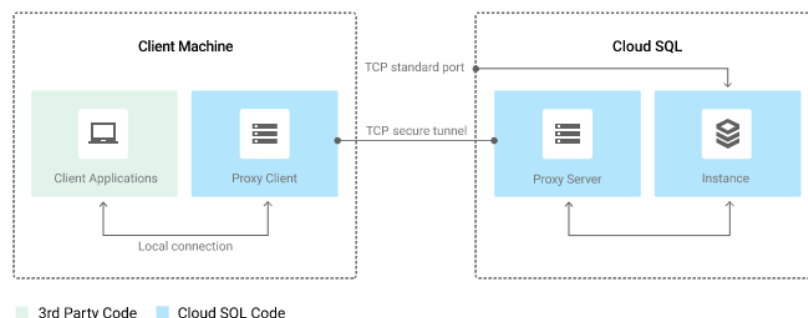 Client Machine
Cloud SQL
TCP standard port
TCP secure tunnel
Client Applications
Proxy Client
Proxy Server
Instance
Local connection
3rd Party Code
Cloud SQL Code